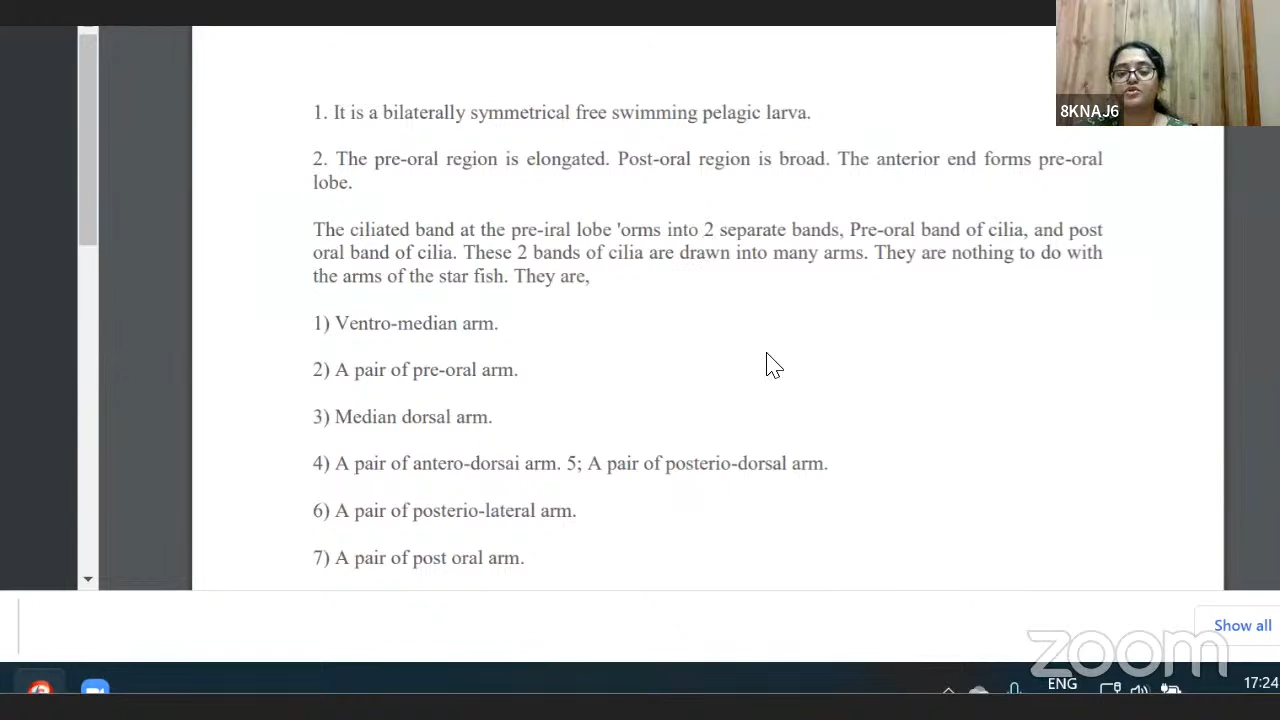 8KNAJ6
1. It is a bilaterally symmetrical free swimming pelagic larva.
2. The pre-oral region is elongated. Post-oral region is broad. The anterior end forms pre-oral
lobe.
The ciliated band at the pre-iral lobe 'orms into 2 separate bands, Pre-oral band of cilia, and post
oral band of cilia. These 2 bands of cilia are drawn into many arms. They are nothing to do with
the arms of the star fish. They are,
1) Ventro-median arm.
2) A pair of pre-oral arm.
3) Median dorsal arm.
4) A pair of antero-dorsai arm. 5; A pair of posterio-dorsal arm.
6) A pair of posterio-lateral arm.
7) A pair of post oral arm.
Show all
zoom
ENG
17:24